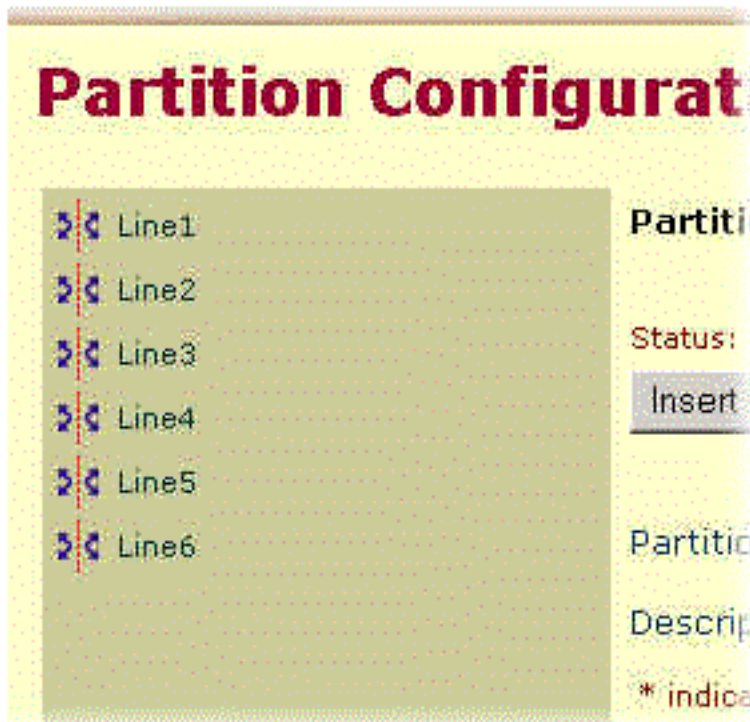 Partition Configurat
Line1
Line2
Line3
Line4
Line5
Line6
Partiti
Status:
Insert
Partitic
Descrip
* indica